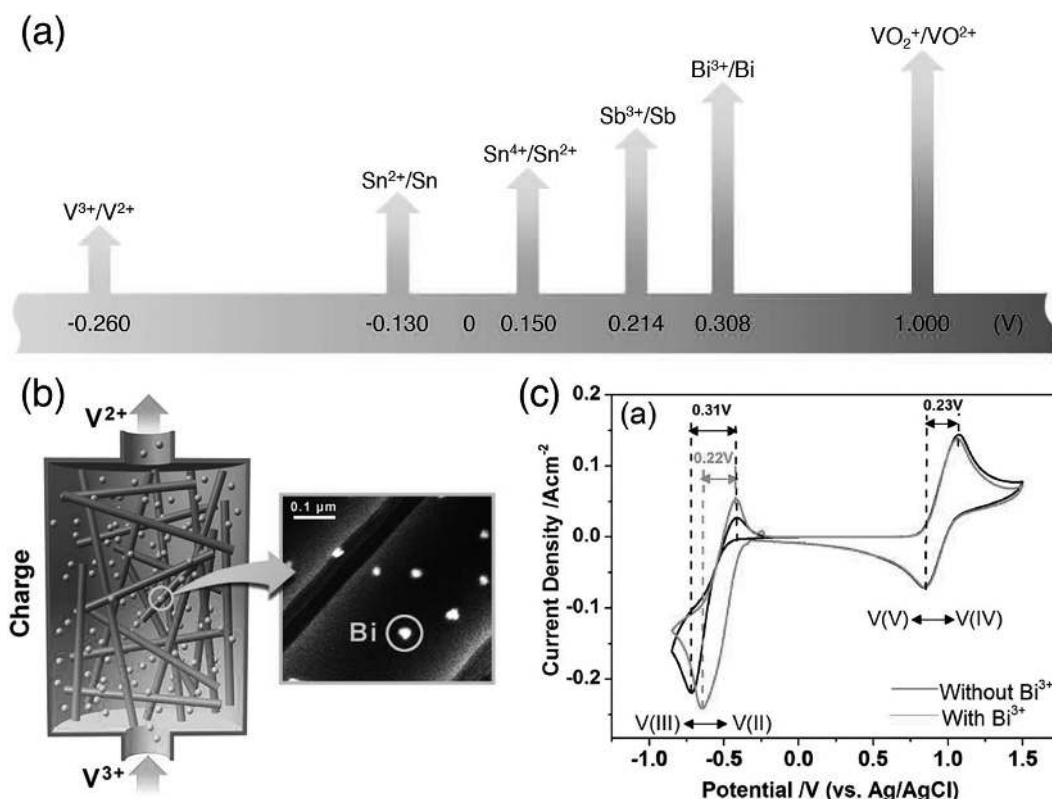 (a)
VO₂⁺/VO²⁺
Bi³⁺/Bi
Sb³⁺/Sb
Sn⁴⁺/Sn²⁺
Sn²⁺/Sn
V³⁺/V²⁺
-0.260 -0.130 0 0.150 0.214 0.308 1.000 (V)
(b)
V²⁺
Charge
0.1 µm
Bi
V³⁺
(c)
(a)
0.2
0.1
0.0
-0.1
-0.2
Current Density /Acm⁻²
0.31V
0.22V
0.23V
V(V) V(IV)
V(III) V(II)
Without Bi³⁺
With Bi³⁺
-1.0 -0.5 0.0 0.5 1.0 1.5
Potential /V (vs. Ag/AgCl)